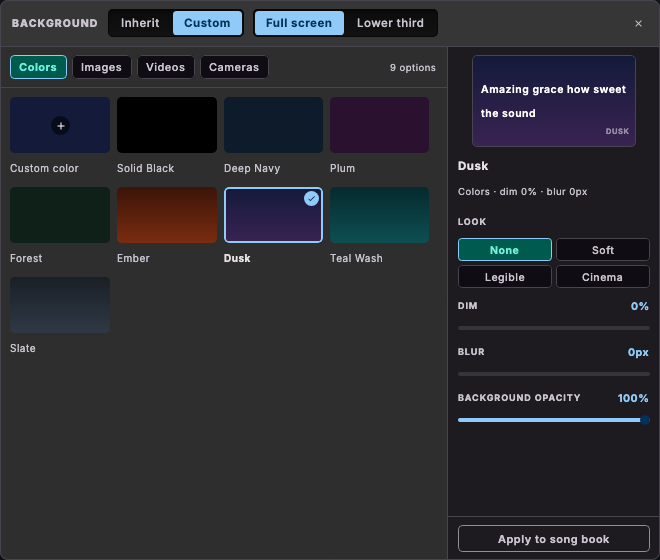 BACKGROUND Inherit Custom Full screen Lower third ×
Colors Images Videos Cameras 9 options
Custom color Solid Black Deep Navy Plum
Forest Ember Dusk Teal Wash
Slate
Amazing grace how sweet
the sound
DUSK
Dusk
Colors · dim 0% · blur 0px
LOOK
None Soft
Legible Cinema
DIM 0%
BLUR 0px
BACKGROUND OPACITY 100%
Apply to song book